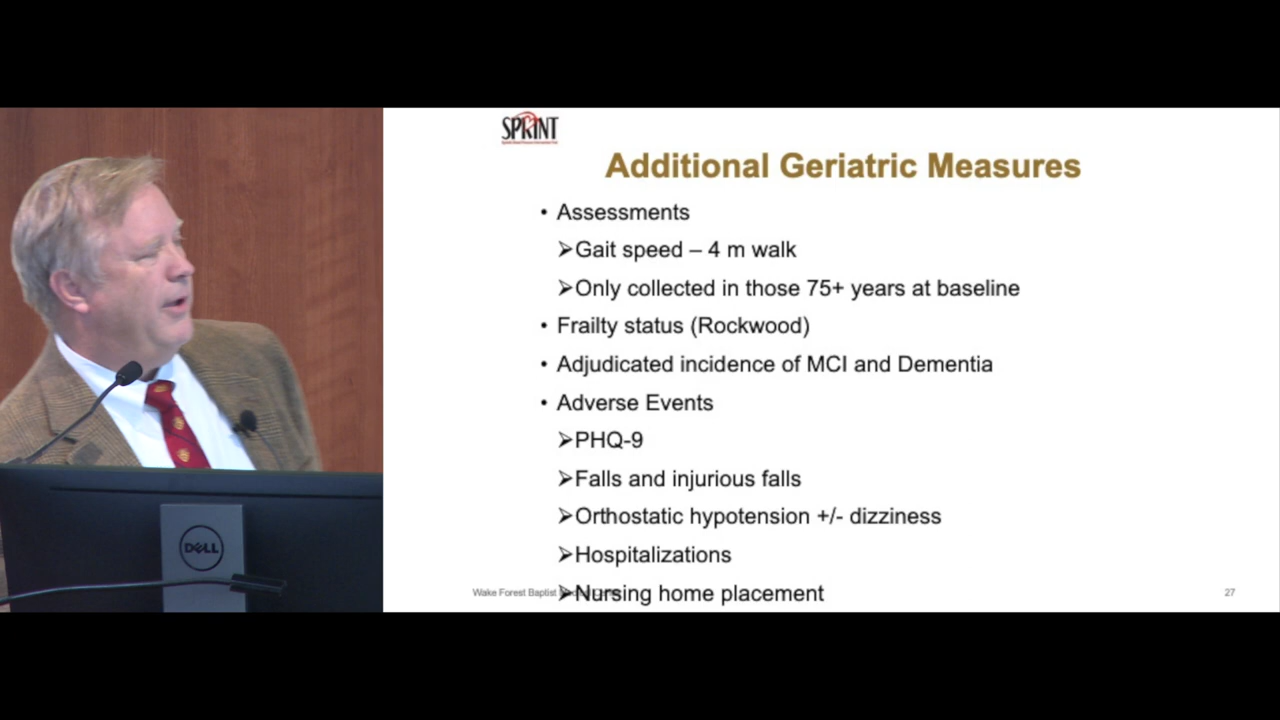 SPRINT
Additional Geriatric Measures
• Assessments
➢Gait speed – 4 m walk
➢Only collected in those 75+ years at baseline
• Frailty status (Rockwood)
• Adjudicated incidence of MCI and Dementia
• Adverse Events
➢PHQ-9
➢Falls and injurious falls
➢Orthostatic hypotension +/- dizziness
➢Hospitalizations
➢Nursing home placement
Wake Forest Baptist
27
DELL